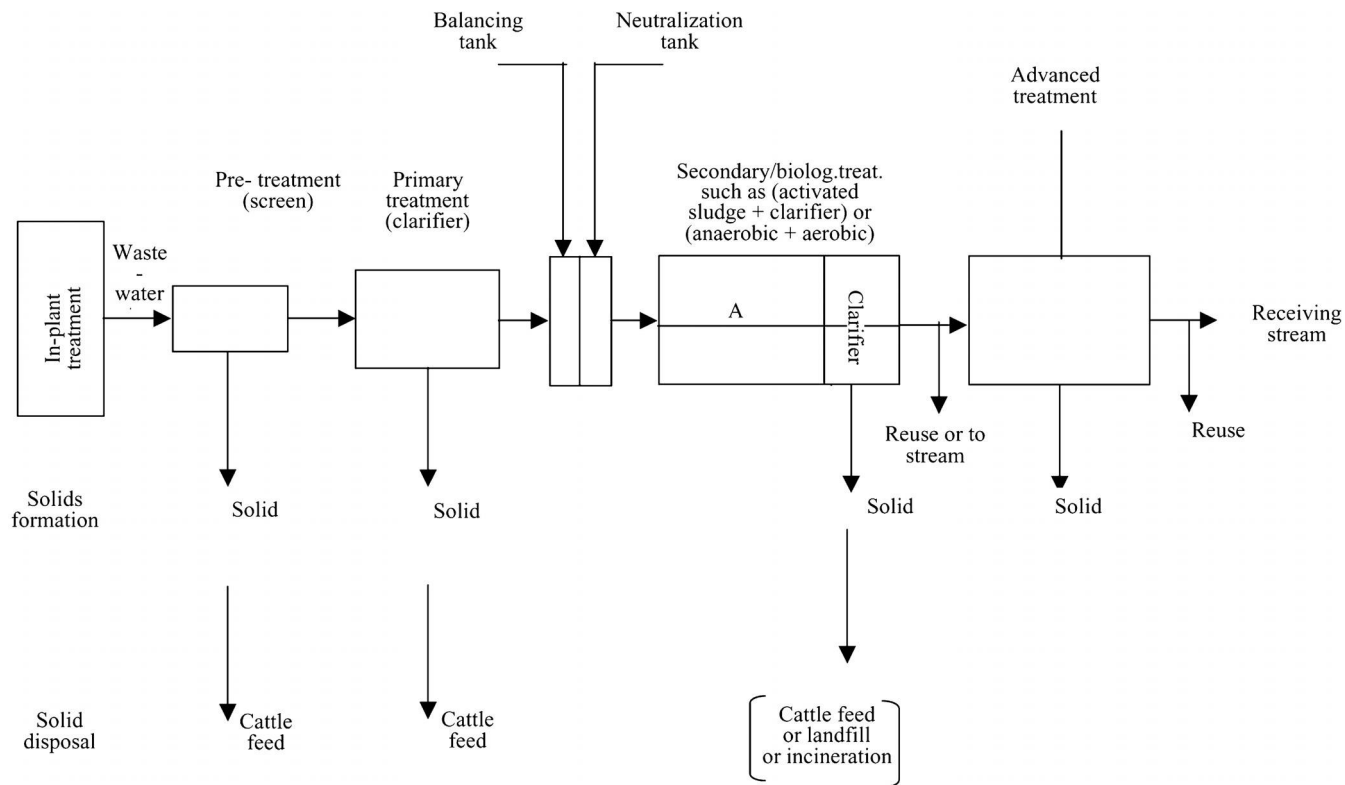 Balancing
tank
Neutralization
tank
Advanced
treatment
Pre- treatment
(screen)
Primary
treatment
(clarifier)
Secondary/biolog.treat.
such as (activated
sludge + clarifier) or
(anaerobic + aerobic)
In-plant
treatment
Waste
-
water
A
Clarifier
Receiving
stream
Reuse or to
stream
Reuse
Solids
formation
Solid
Solid
Solid
Solid
Solid
disposal
Cattle
feed
Cattle
feed
Cattle feed
or landfill
or incineration